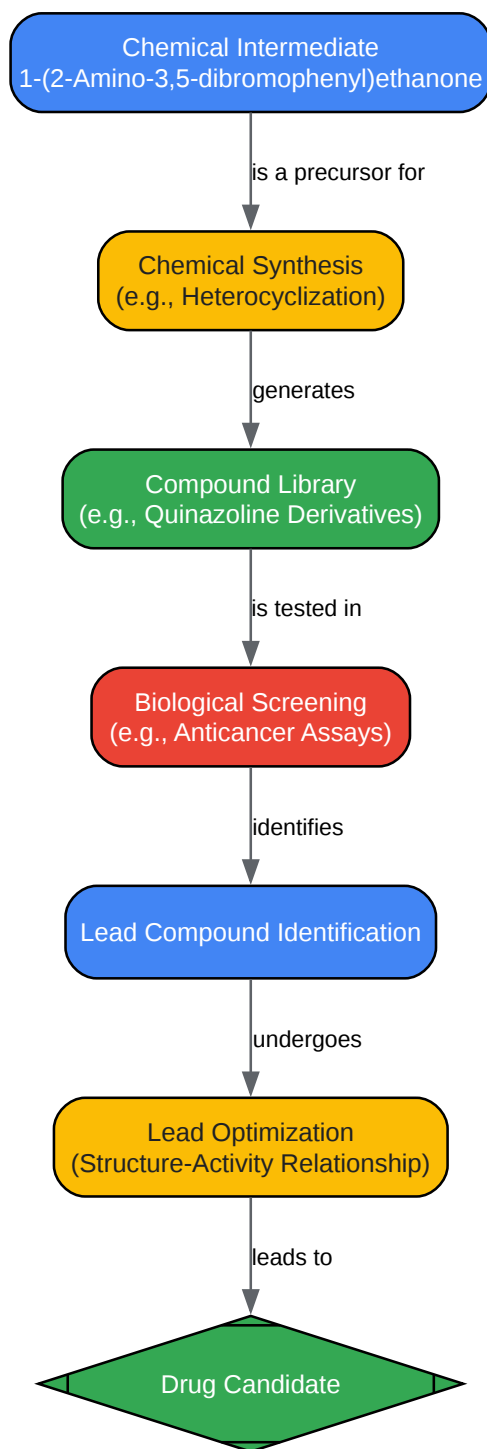 Chemical Intermediate
1-(2-Amino-3,5-dibromophenyl)ethanone
is a precursor for
Chemical Synthesis
(e.g., Heterocyclization)
generates
Compound Library
(e.g., Quinazoline Derivatives)
is tested in
Biological Screening
(e.g., Anticancer Assays)
identifies
Lead Compound Identification
undergoes
Lead Optimization
(Structure-Activity Relationship)
leads to
Drug Candidate